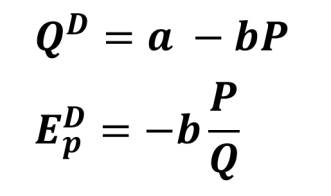 Q^D = a − bP
E_p^D = −b P/Q